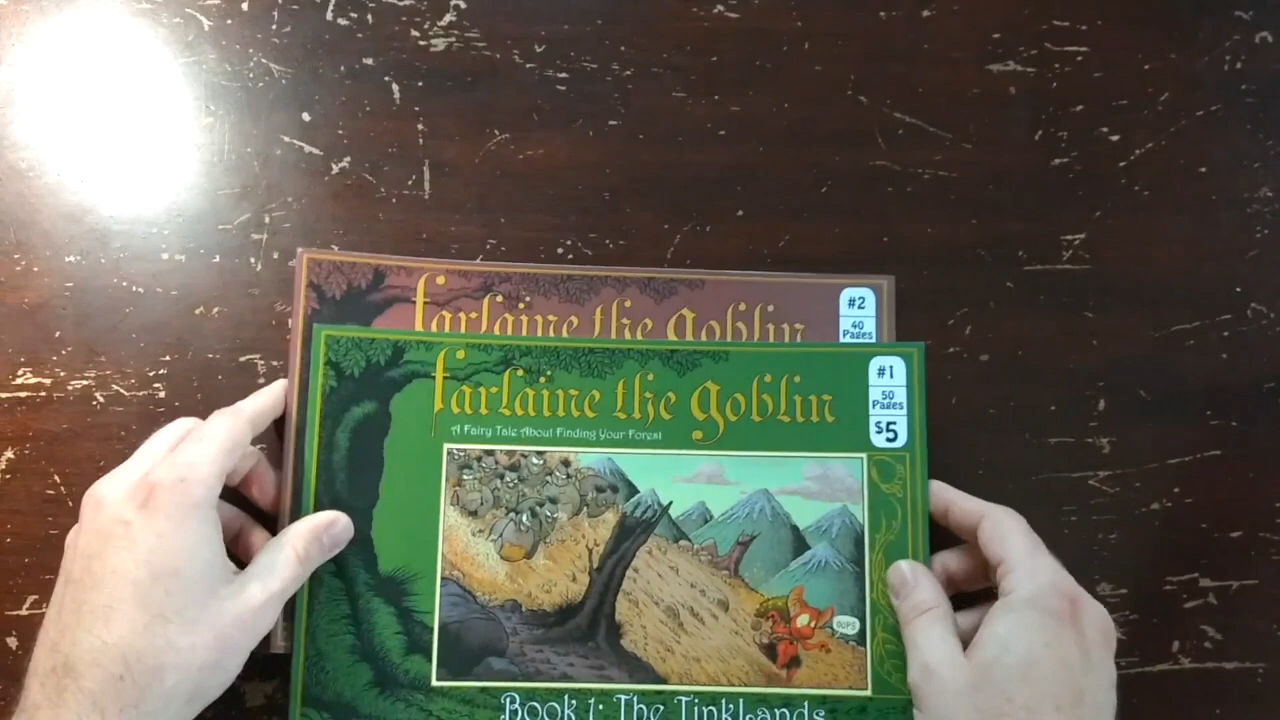 farlaine the goblin
#2
40
Pages
farlaine the goblin
A Fairy Tale About Finding Your Forest
#1
50
Pages
$5
OOPS
Book 1: The Tinklands